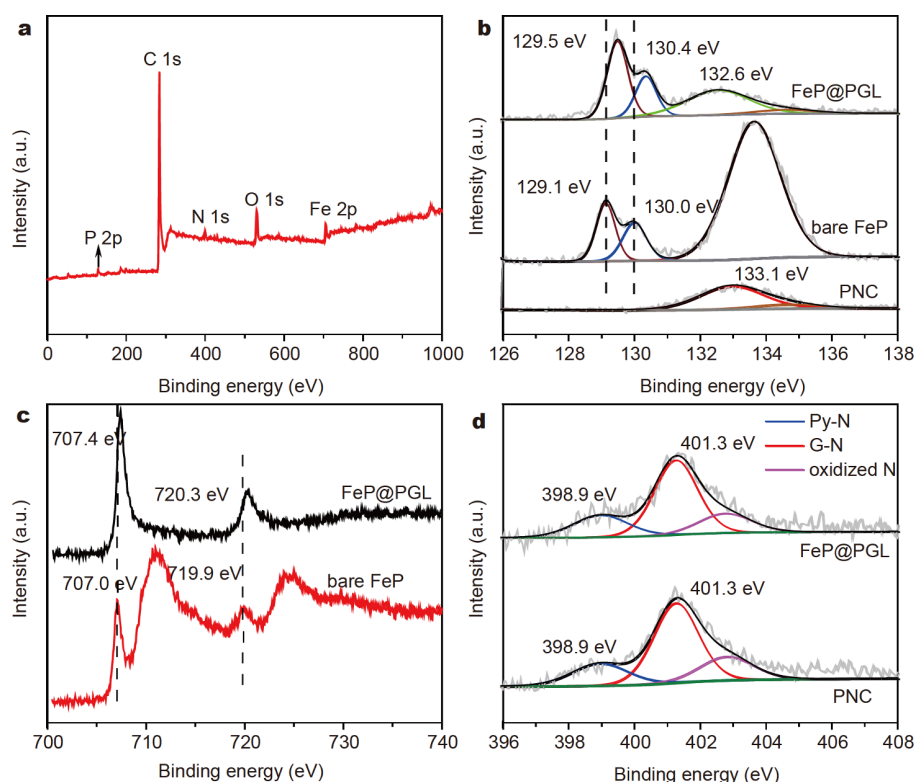 a
C 1s
P 2p
N 1s
O 1s
Fe 2p
Intensity (a.u.)
0 200 400 600 800 1000
Binding energy (eV)
b
129.5 eV
130.4 eV
132.6 eV
FeP@PGL
129.1 eV
130.0 eV
bare FeP
133.1 eV
PNC
Intensity (a.u.)
126 128 130 132 134 136 138
Binding energy (eV)
c
707.4 eV
720.3 eV
FeP@PGL
707.0 eV
719.9 eV
bare FeP
Intensity (a.u.)
700 710 720 730 740
Binding energy (eV)
d
Py-N
G-N
oxidized N
401.3 eV
398.9 eV
FeP@PGL
401.3 eV
398.9 eV
PNC
Intensity (a.u.)
396 398 400 402 404 406 408
Binding energy (eV)